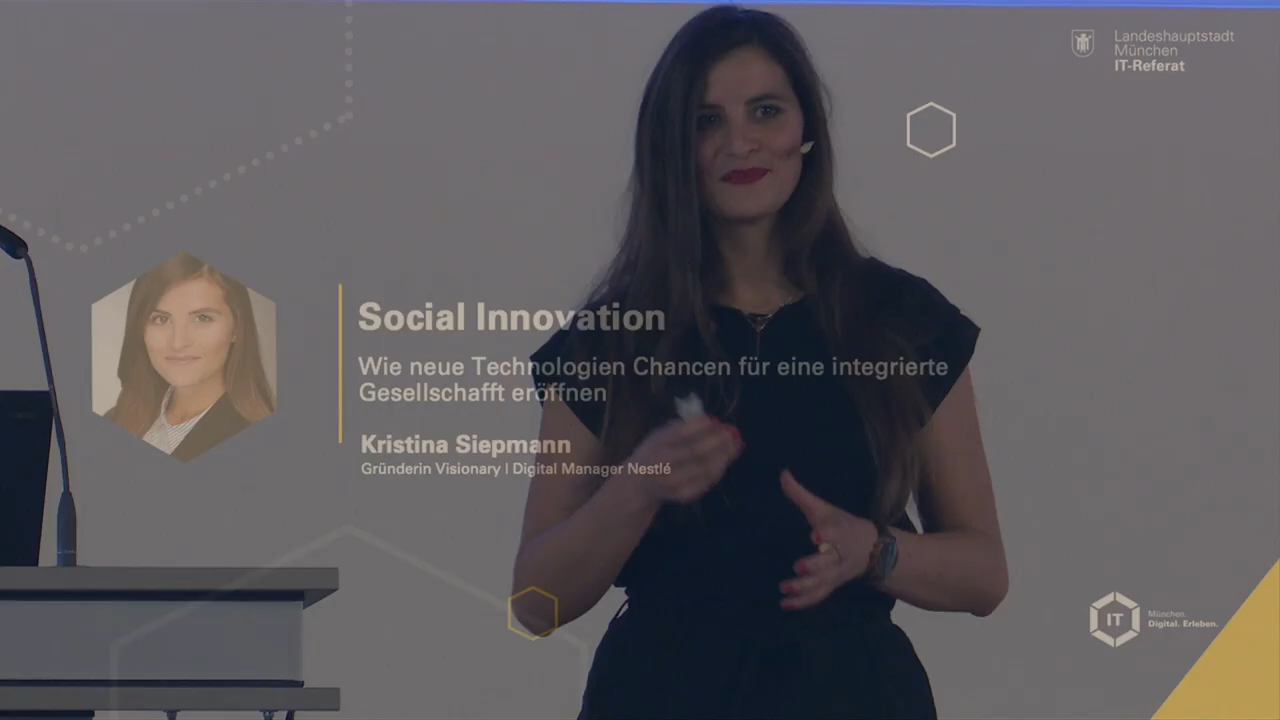 Landeshauptstadt
München
IT-Referat
Social Innovation
Wie neue Technologien Chancen für eine integrierte
Gesellschafft eröffnen
Kristina Siepmann
Gründerin Visionary | Digital Manager Nestlé
IT
München.
Digital. Erleben.